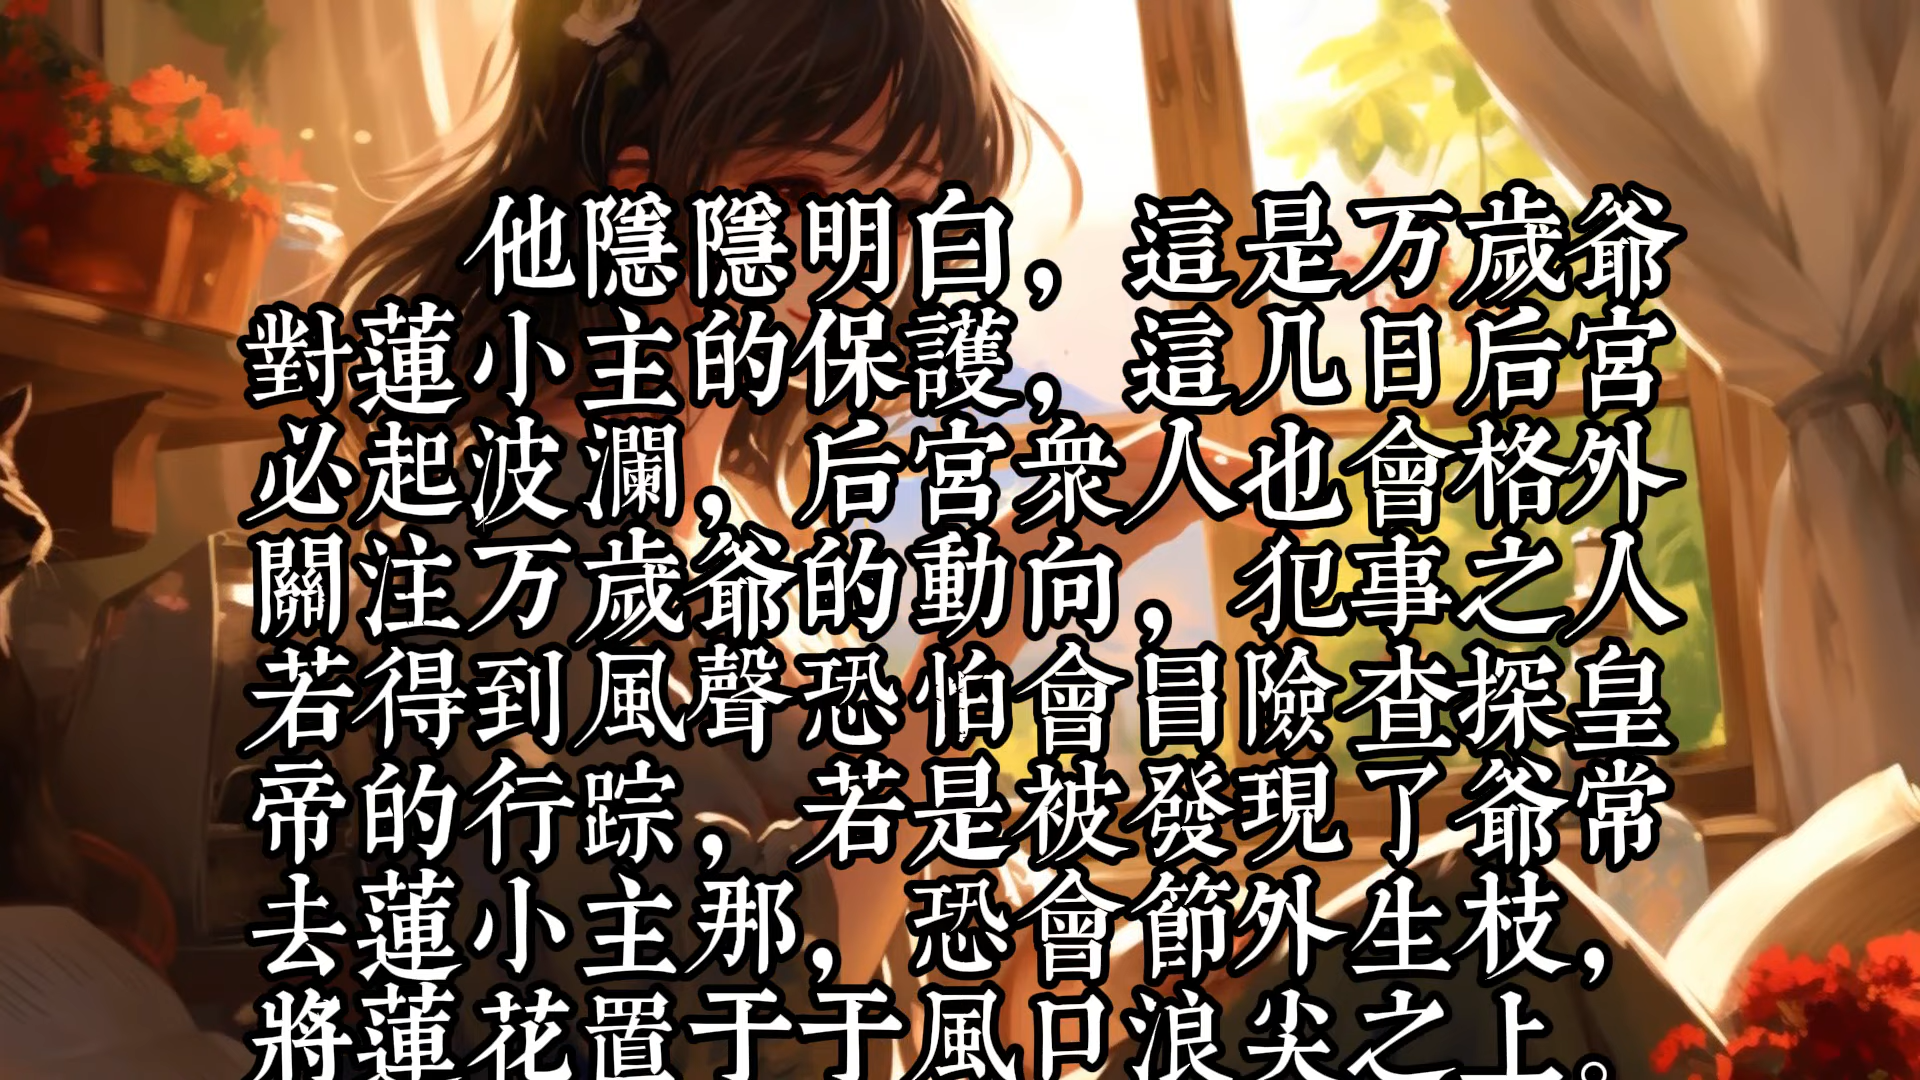 他隱隱明白，這是万歲爺
對蓮小主的保護，這几日后宮
必起波瀾，后宮衆人也會格外
關注万歲爺的動向，犯事之人
若得到風聲恐怕會冒險查探皇
帝的行踪，若是被發現了爺常
去蓮小主那，恐會節外生枝，
將蓮花置于于風口浪尖之上。